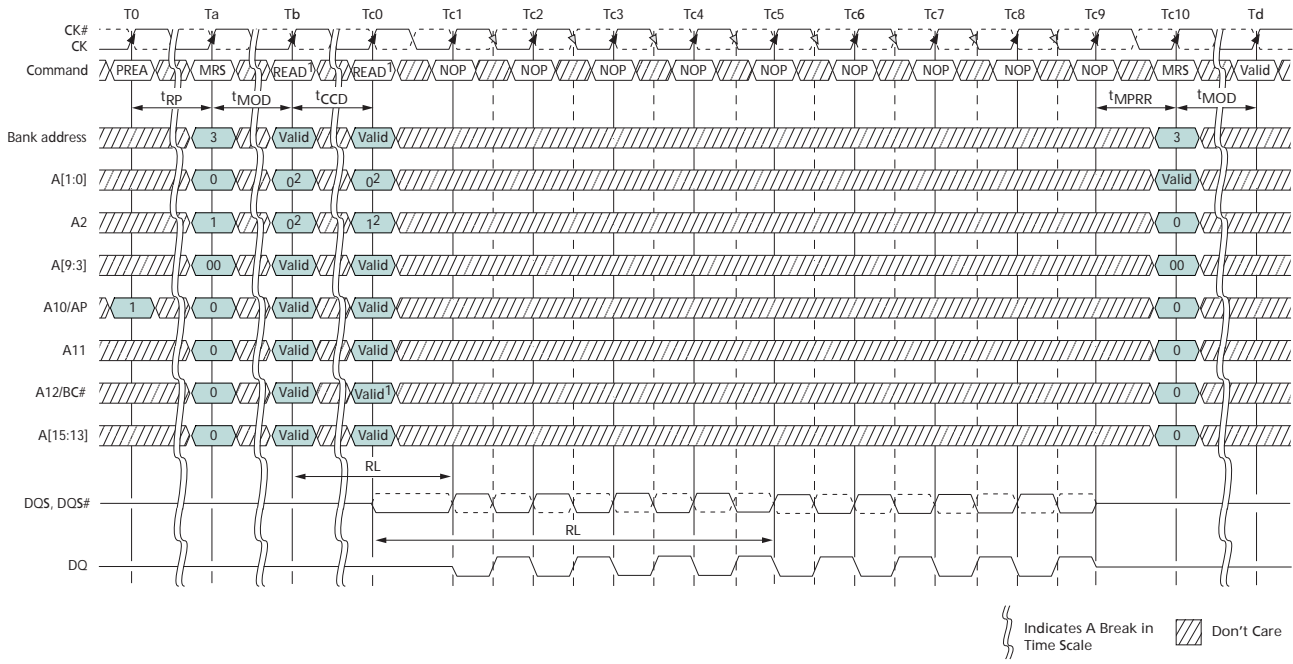 T0 Ta Tb Tc0 Tc1 Tc2 Tc3 Tc4 Tc5 Tc6 Tc7 Tc8 Tc9 Tc10 Td
CK#
CK
Command PREA MRS READ1 READ1 NOP NOP NOP NOP NOP NOP NOP NOP NOP MRS Valid
tRP tMOD tCCD tMPRR tMOD
Bank address 3 Valid Valid 3
A[1:0] 0 02 02 Valid
A2 1 02 12 0
A[9:3] 00 Valid Valid 00
A10/AP 1 0 Valid Valid 0
A11 0 Valid Valid 0
A12/BC# 0 Valid Valid1 0
A[15:13] 0 Valid Valid 0
RL
DQS, DQS#
RL
DQ
Indicates A Break in
Time Scale
Don't Care